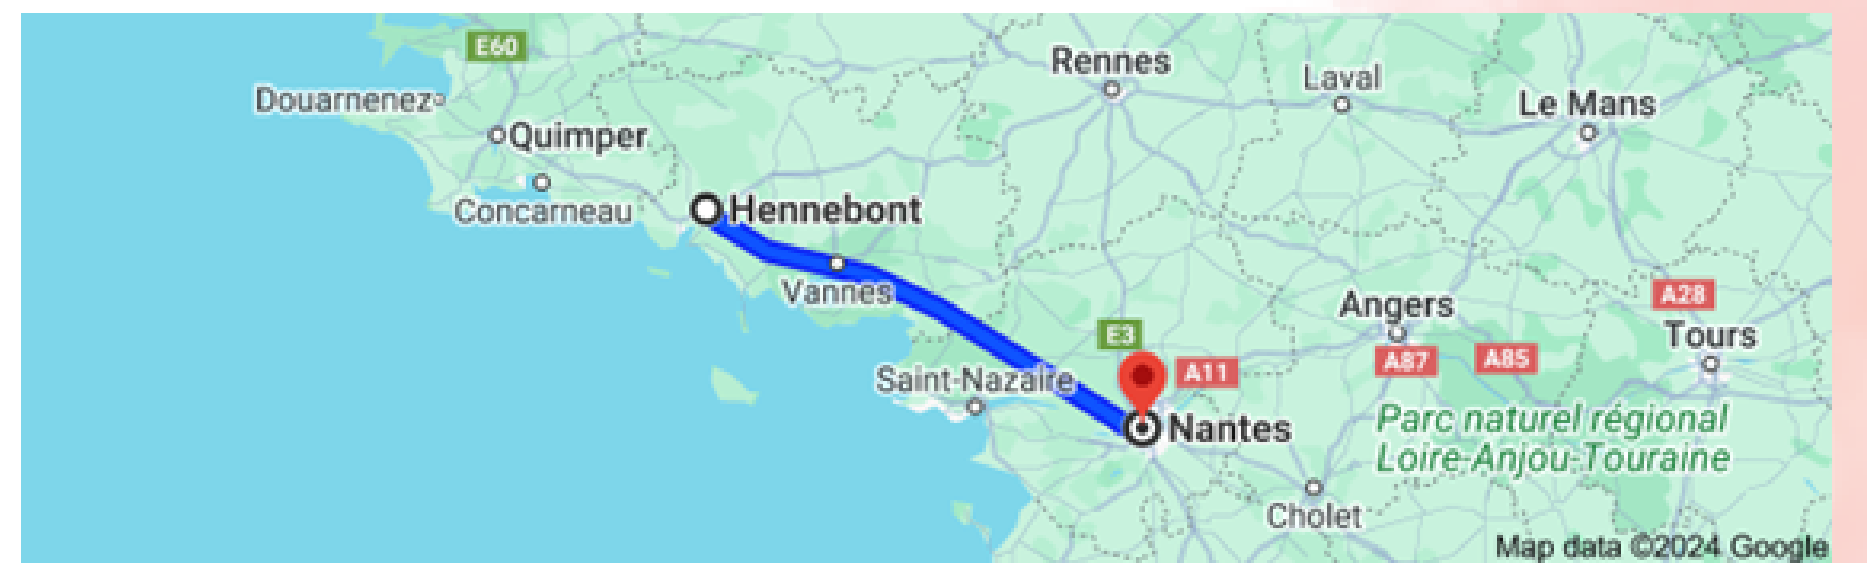 E60
Rennes
Laval
Douarnenez
Le Mans
Quimper
Hennebont
Concarneau
Vannes
A28
Angers
E3
Tours
A11
A87
A85
Saint-Nazaire
Nantes
Parc naturel régional
Loire-Anjou-Touraine
Cholet
Map data ©2024 Google